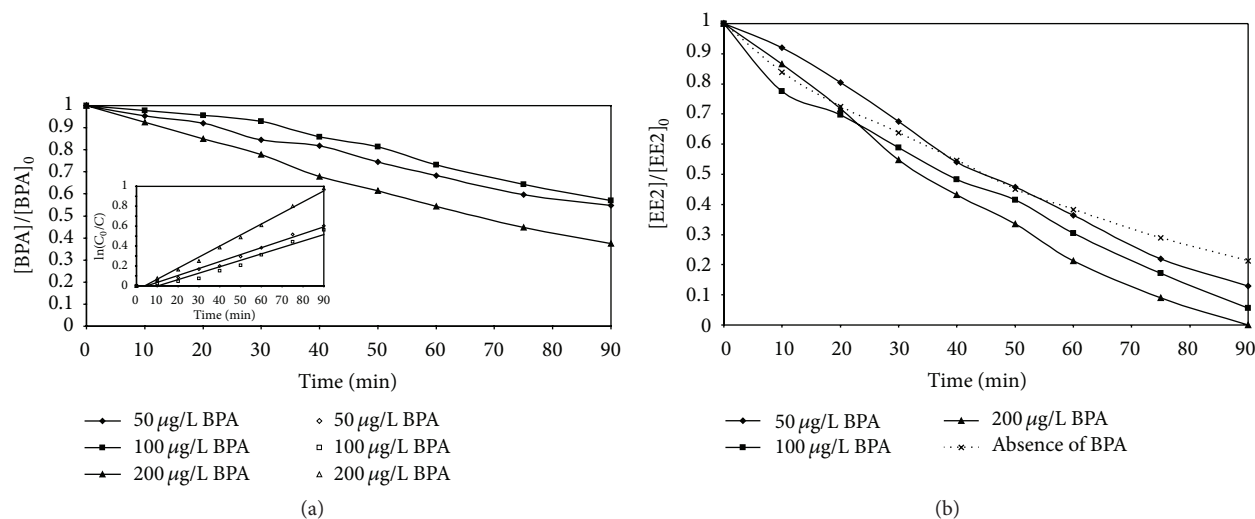 1
0.9
0.8
0.7
0.6
0.5
0.4
0.3
0.2
0.1
0
[BPA]/[BPA]0
0 10 20 30 40 50 60 70 80 90
Time (min)
1
0.8
0.6
0.4
0.2
0
ln(C0/C)
0 10 20 30 40 50 60 70 80 90
Time (min)
50 μg/L BPA
100 μg/L BPA
200 μg/L BPA
50 μg/L BPA
100 μg/L BPA
200 μg/L BPA
(a)
1
0.9
0.8
0.7
0.6
0.5
0.4
0.3
0.2
0.1
0
[EE2]/[EE2]0
0 10 20 30 40 50 60 70 80 90
Time (min)
50 μg/L BPA
100 μg/L BPA
200 μg/L BPA
Absence of BPA
(b)